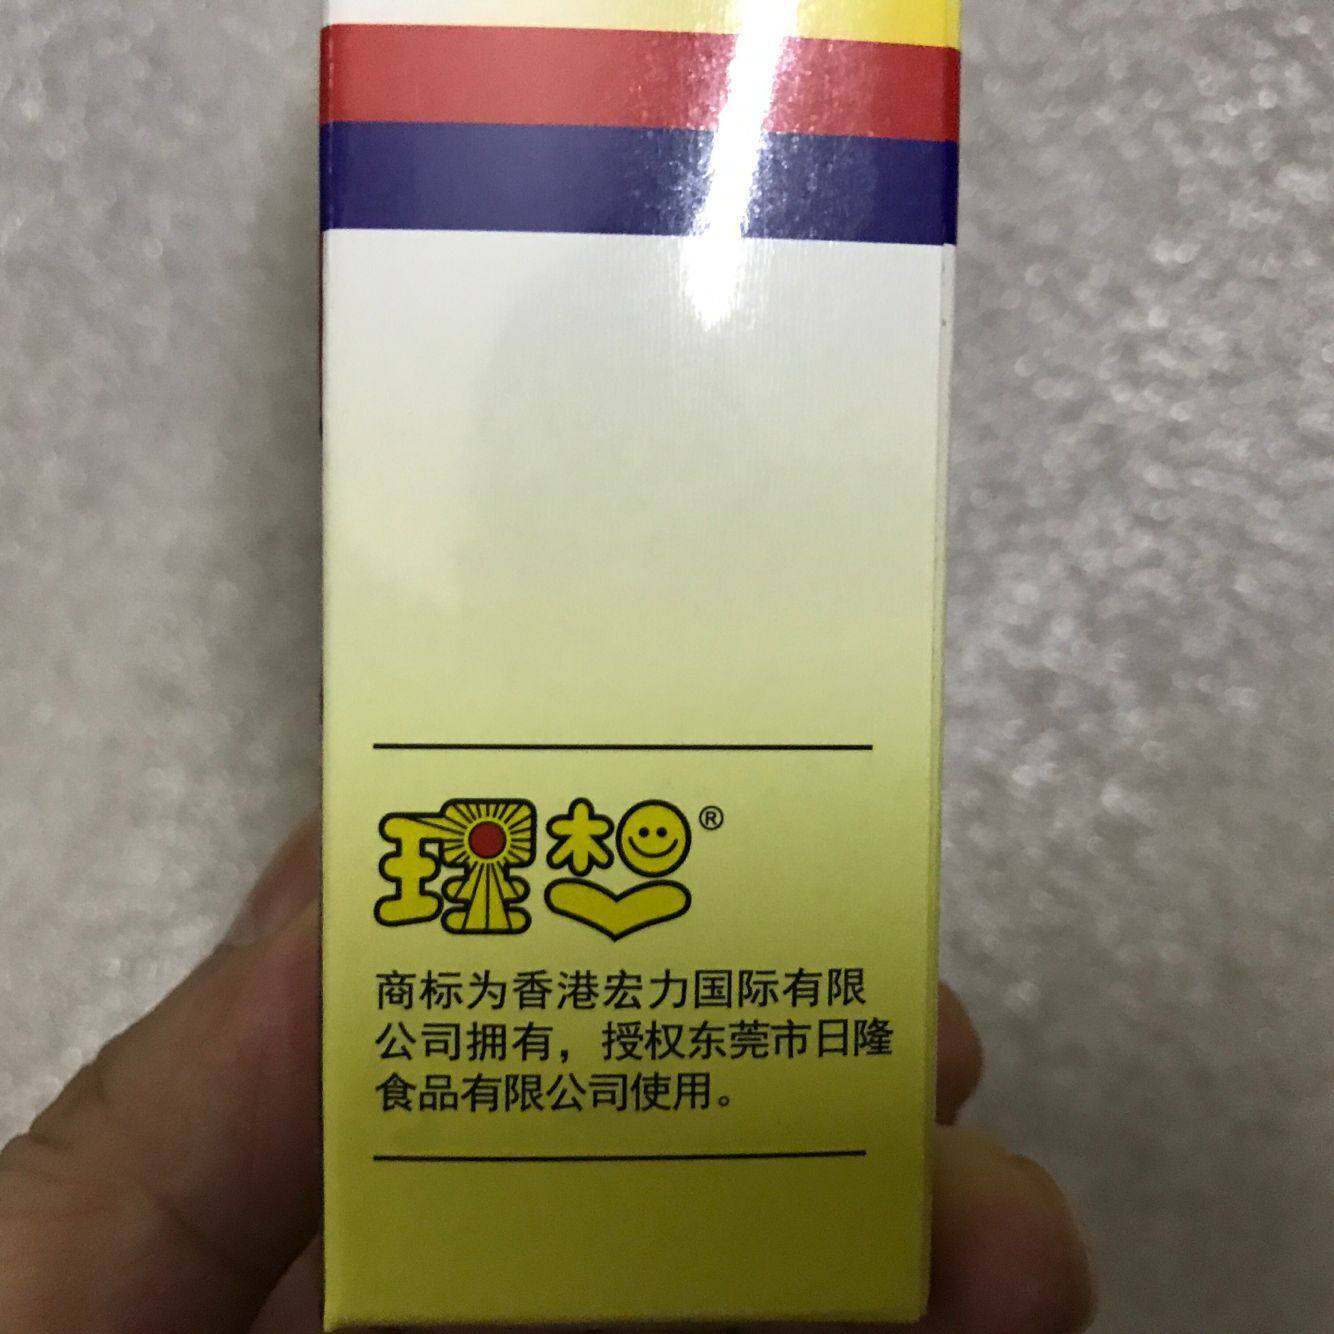 理想®
商标为香港宏力国际有限
公司拥有，授权东莞市日隆
食品有限公司使用。